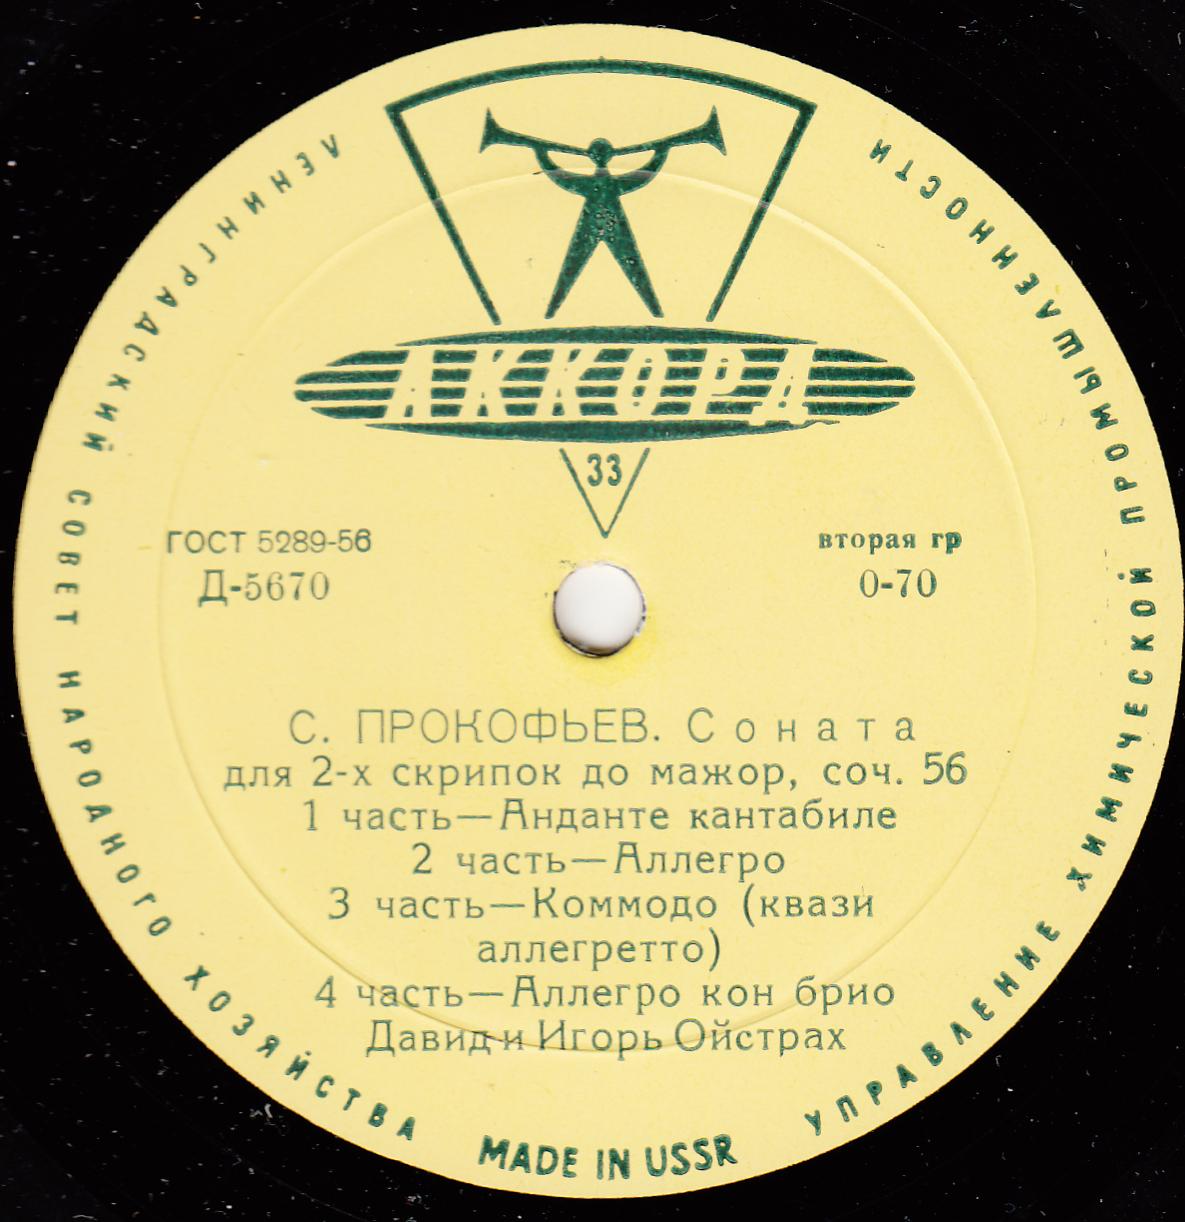 ЛЕНИНГРАДСКИЙ СОВЕТ НАРОДНОГО ХОЗЯЙСТВА
УПРАВЛЕНИЕ ХИМИЧЕСКОЙ ПРОМЫШЛЕННОСТИ
АККОРД
33
ГОСТ 5289-56
вторая гр
Д-5670
0-70
С. ПРОКОФЬЕВ. Соната
для 2-х скрипок до мажор, соч. 56
1 часть—Анданте кантабиле
2 часть—Аллегро
3 часть—Коммодо (квази
аллегретто)
4 часть—Аллегро кон брио
Давид и Игорь Ойстрах
MADE IN USSR